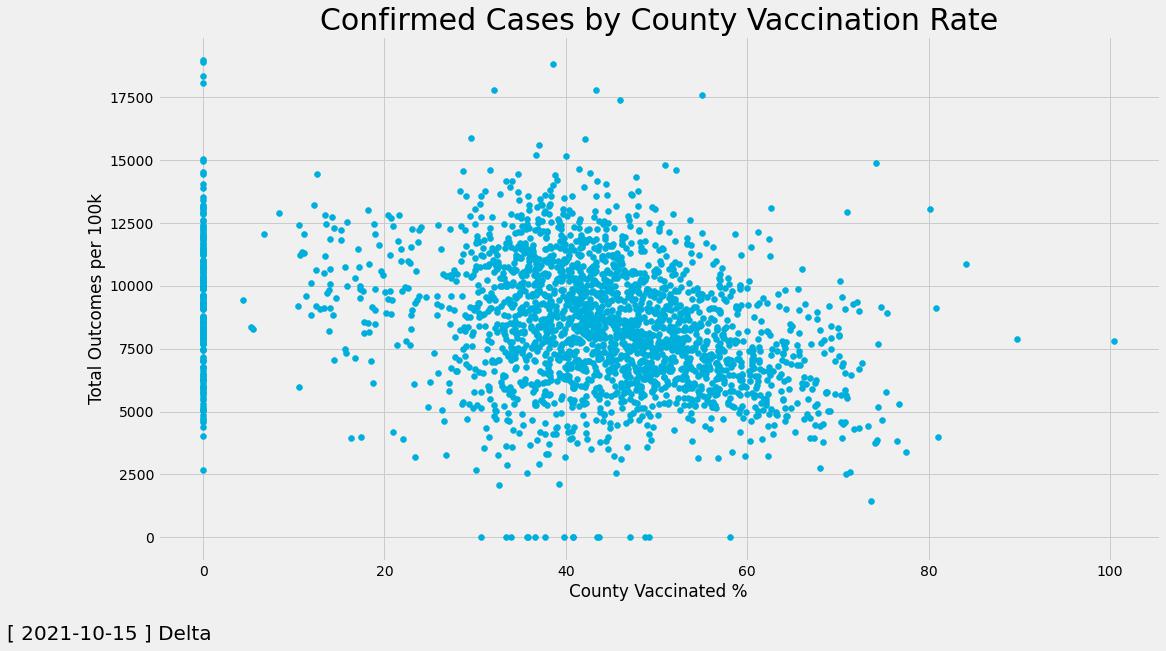 Confirmed Cases by County Vaccination Rate
Total Outcomes per 100k
17500
15000
12500
10000
7500
5000
2500
0
0 20 40 60 80 100
County Vaccinated %
[ 2021-10-15 ] Delta